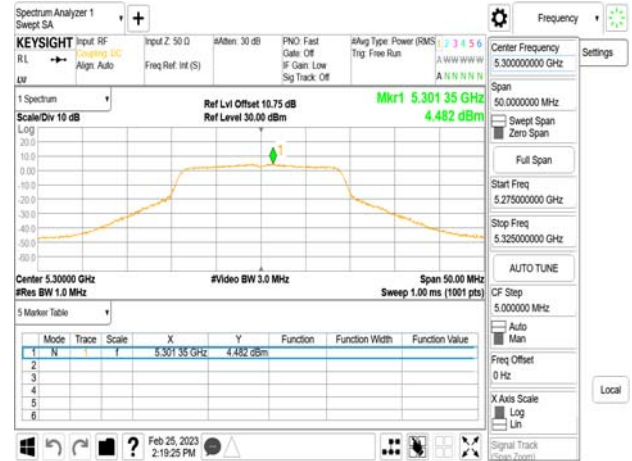 Spectrum Analyzer 1
Swept SA
+
Frequency
KEYSIGHT
Input: RF
Coupling: DC
Align: Auto
Input Z: 50 Ω
Freq Ref: Int (S)
#Atten: 30 dB
PNO: Fast
Gate: Off
IF Gain: Low
Sig Track: Off
#Avg Type: Power (RMS)
Trig: Free Run
1 2 3 4 5 6
A W W W W W
A N N N N N
RL
Center Frequency
5.300000000 GHz
Settings
Span
50.0000000 MHz
Swept Span
Zero Span
Full Span
Start Freq
5.275000000 GHz
Stop Freq
5.325000000 GHz
AUTO TUNE
CF Step
5.000000 MHz
Auto
Man
Freq Offset
0 Hz
X Axis Scale
Log
Lin
Signal Track
(Span Zoom)
Local
1 Spectrum
Scale/Div 10 dB
Ref Lvl Offset 10.75 dB
Ref Level 30.00 dBm
Mkr1 5.301 35 GHz
4.482 dBm
Log
20.0
10.0
0.00
-10.0
-20.0
-30.0
-40.0
-50.0
-60.0
1
Center 5.30000 GHz
#Res BW 1.0 MHz
#Video BW 3.0 MHz
Span 50.00 MHz
Sweep 1.00 ms (1001 pts)
5 Marker Table
Mode Trace Scale X Y Function Function Width Function Value
1 N 1 f 5.301 35 GHz 4.482 dBm
2
3
4
5
6
?
Feb 25, 2023
2:19:25 PM